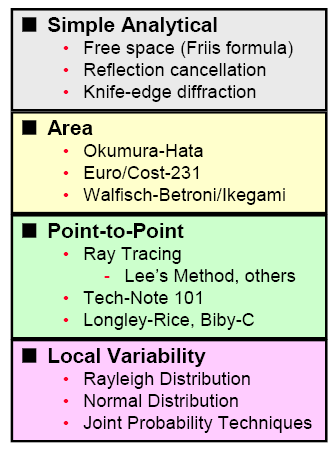 ■ Simple Analytical
• Free space (Friis formula)
• Reflection cancellation
• Knife-edge diffraction
■ Area
• Okumura-Hata
• Euro/Cost-231
• Walfisch-Betroni/Ikegami
■ Point-to-Point
• Ray Tracing
- Lee's Method, others
• Tech-Note 101
• Longley-Rice, Biby-C
■ Local Variability
• Rayleigh Distribution
• Normal Distribution
• Joint Probability Techniques